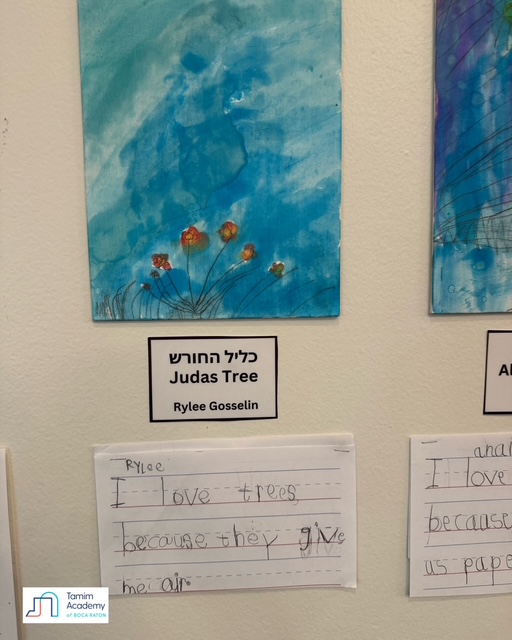 כליל החורש
Judas Tree
Rylee Gosselin
Rylee
I love trees,
because they give
me air
I love
because
us pape
Tamim
Academy
of BOCA RATON